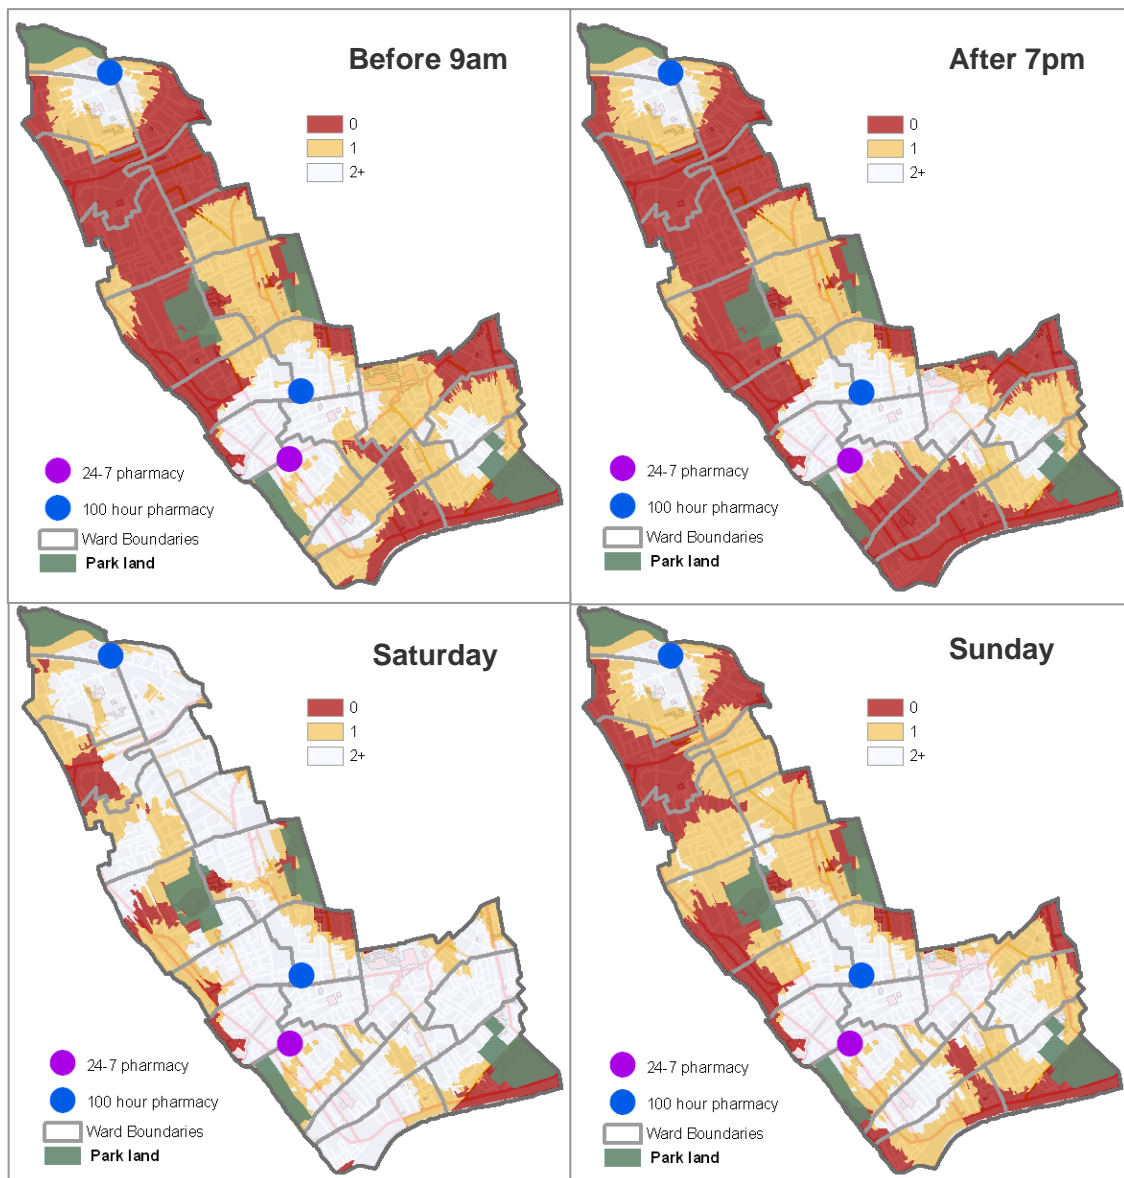 Before 9am
0
1
2+
24-7 pharmacy
100 hour pharmacy
Ward Boundaries
Park land
After 7pm
0
1
2+
24-7 pharmacy
100 hour pharmacy
Ward Boundaries
Park land
Saturday
0
1
2+
24-7 pharmacy
100 hour pharmacy
Ward Boundaries
Park land
Sunday
0
1
2+
24-7 pharmacy
100 hour pharmacy
Ward Boundaries
Park land